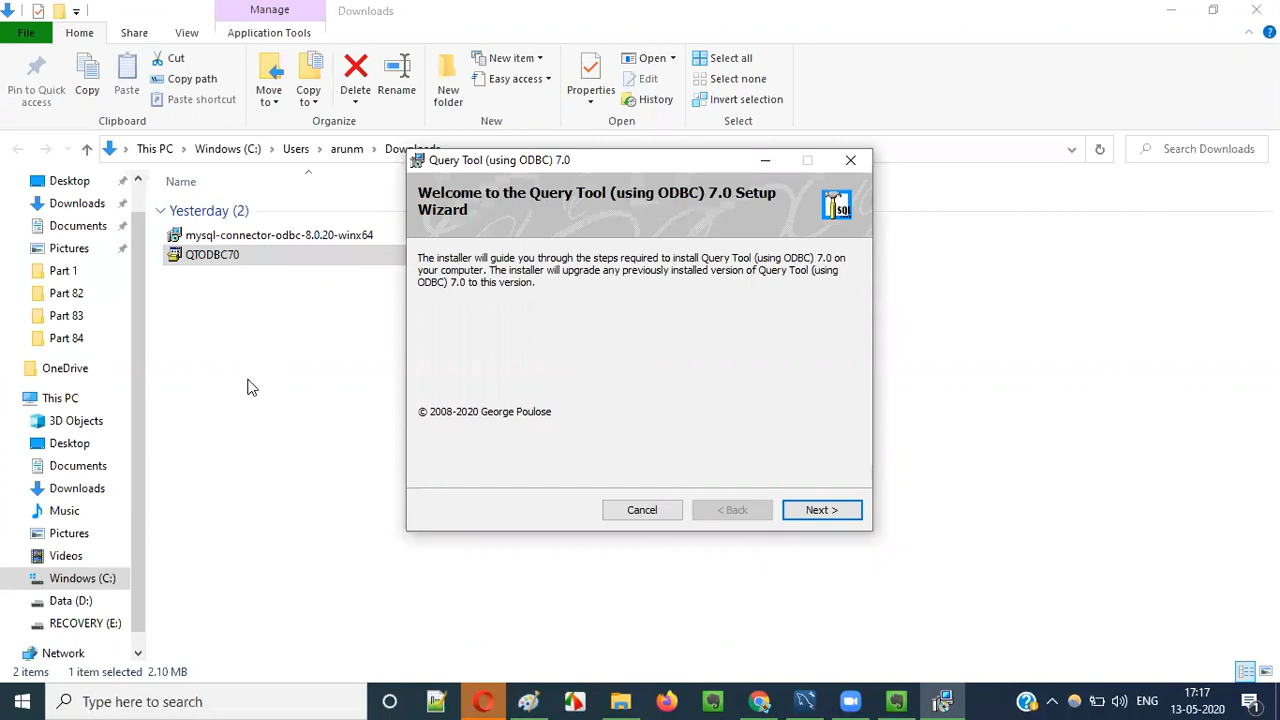 Manage
Downloads
File
Home
Share
View
Application Tools
Pin to Quick
access
Copy
Paste
Cut
Copy path
Paste shortcut
Clipboard
Move
to
Copy
to
Delete
Rename
Organize
New
folder
New item
Easy access
New
Properties
Open
Edit
History
Open
Select all
Select none
Invert selection
Select
This PC
Windows (C:)
Users
arunm
Downloads
Search Downloads
Desktop
Downloads
Documents
Pictures
Part 1
Part 82
Part 83
Part 84
OneDrive
This PC
3D Objects
Desktop
Documents
Downloads
Music
Pictures
Videos
Windows (C:)
Data (D:)
RECOVERY (E:)
Network
Name
Yesterday (2)
mysql-connector-odbc-8.0.20-winx64
QTODBC70
Query Tool (using ODBC) 7.0
Welcome to the Query Tool (using ODBC) 7.0 Setup
Wizard
SQL
The installer will guide you through the steps required to install Query Tool (using ODBC) 7.0 on
your computer. The installer will upgrade any previously installed version of Query Tool (using
ODBC) 7.0 to this version.
© 2008-2020 George Poulose
Cancel
< Back
Next >
2 items
1 item selected 2.10 MB
Type here to search
ENG
17:17
13-05-2020
1